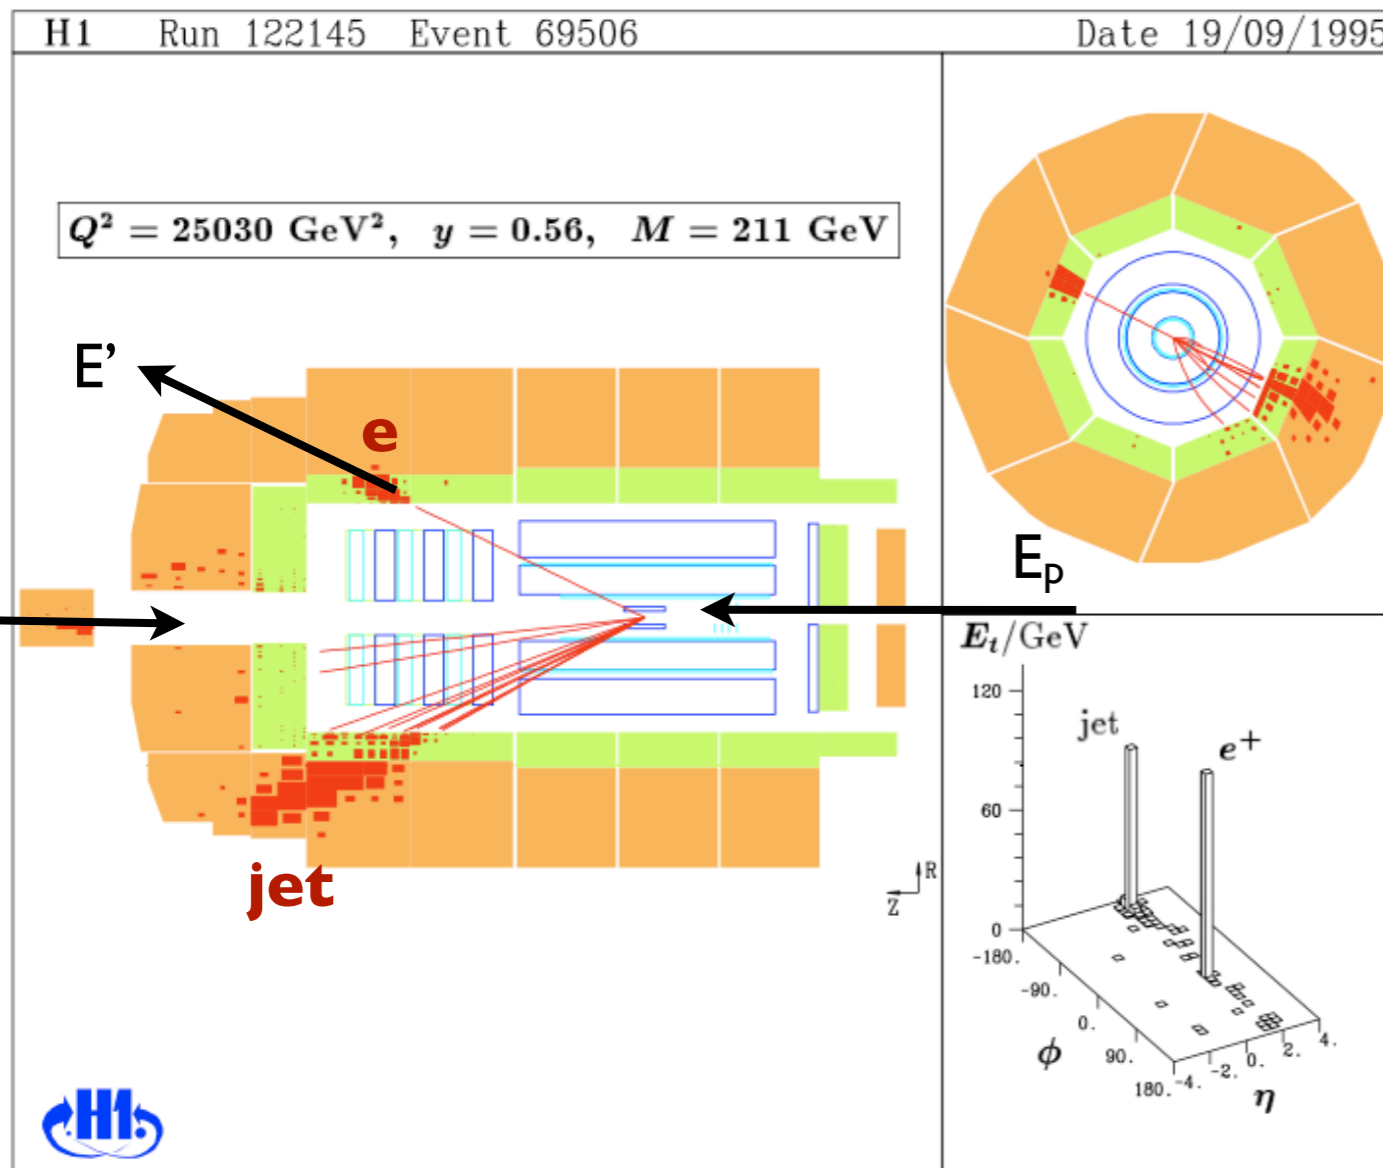 H1 Run 122145 Event 69506 Date 19/09/1995
Q² = 25030 GeV², y = 0.56, M = 211 GeV
E’
e
Eₚ
jet
R
Z
Eₜ/GeV
120
60
0
jet
e⁺
-180.
-90.
0.
90.
180.
ϕ
-4.
-2.
0.
2.
4.
η
H1